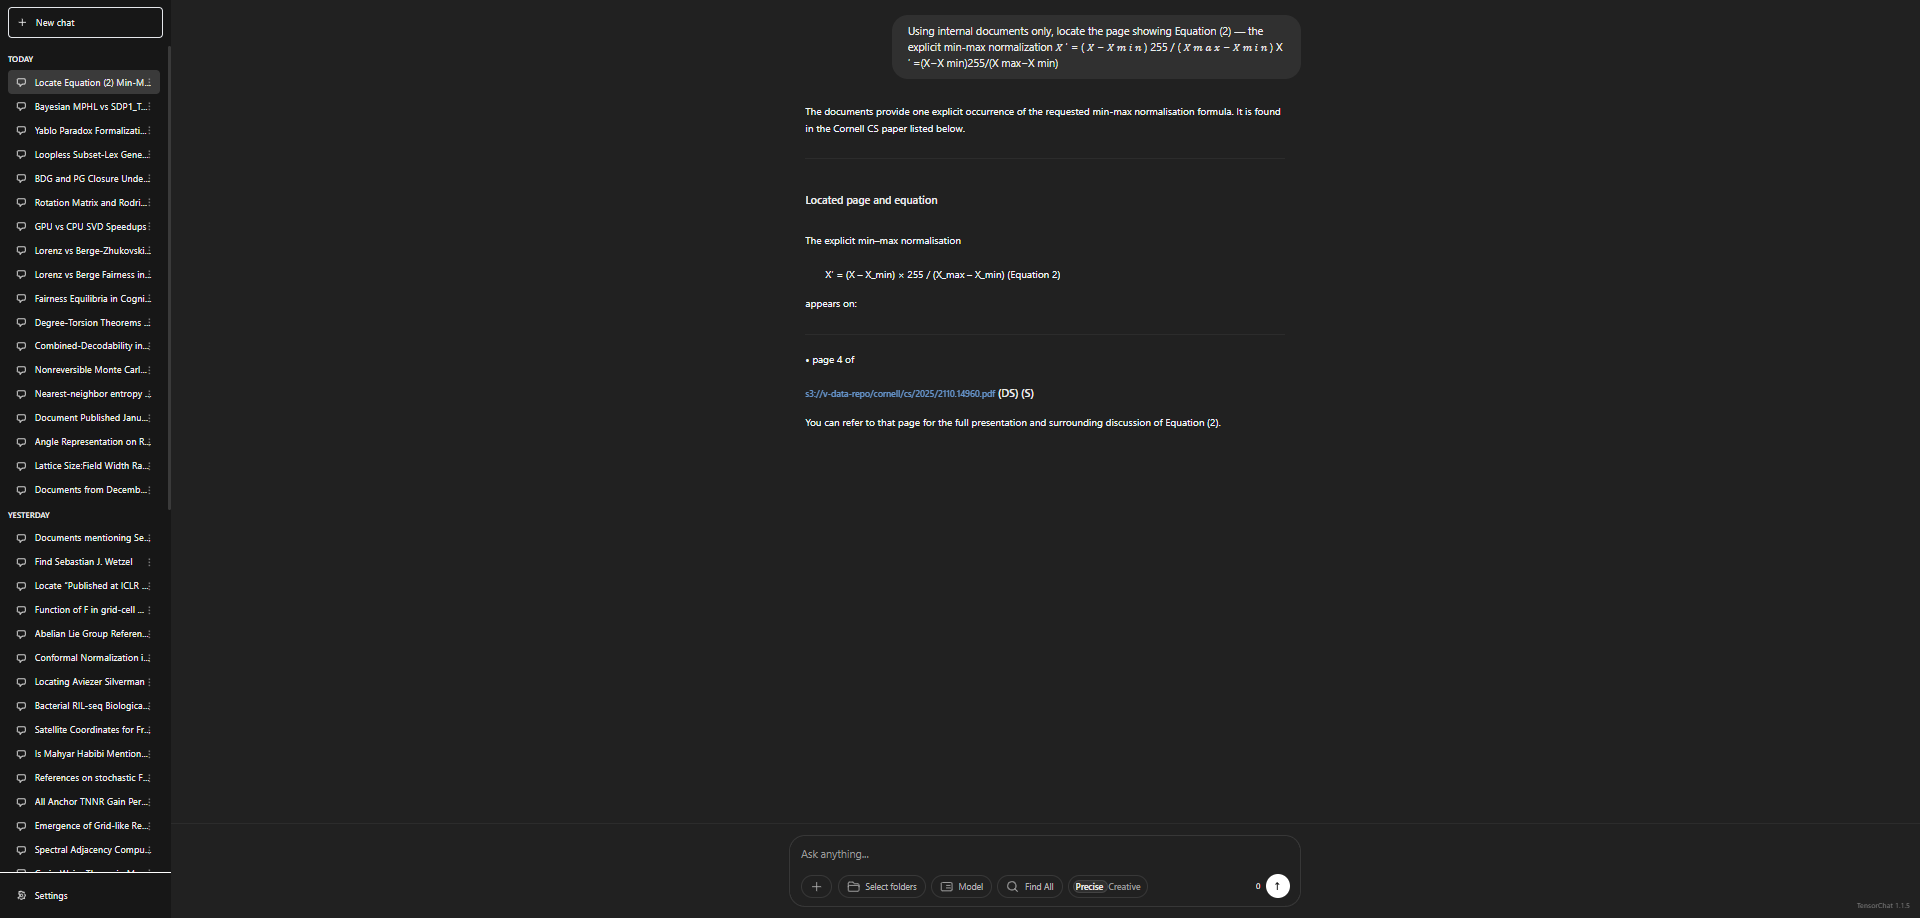 New chat
TODAY
Locate Equation (2) Min-M...
Bayesian MPHL vs SDP1_T...
Yablo Paradox Formalizati...
Loopless Subset-Lex Gene...
BDG and PG Closure Unde...
Rotation Matrix and Rodri...
GPU vs CPU SVD Speedups
Lorenz vs Berge-Zhukovski...
Lorenz vs Berge Fairness in...
Fairness Equilibria in Cogni...
Degree-Torsion Theorems ...
Combined-Decodability in...
Nonreversible Monte Carl...
Nearest-neighbor entropy ...
Document Published Janu...
Angle Representation on R...
Lattice Size:Field Width Ra...
Documents from Decemb...
YESTERDAY
Documents mentioning Se...
Find Sebastian J. Wetzel
Locate "Published at ICLR ...
Function of F in grid-cell ...
Abelian Lie Group Referen...
Conformal Normalization i...
Locating Aviezer Silverman
Bacterial RIL-seq Biologica...
Satellite Coordinates for Fr...
Is Mahyar Habibi Mention...
References on stochastic F...
All Anchor TNNR Gain Per...
Emergence of Grid-like Re...
Spectral Adjacency Compu...
Settings
Using internal documents only, locate the page showing Equation (2) — the
explicit min-max normalization X ' = ( X − X m i n ) 255 / ( X m a x − X m i n ) X
' =(X−X min)255/(X max−X min)
The documents provide one explicit occurrence of the requested min-max normalisation formula. It is found
in the Cornell CS paper listed below.
Located page and equation
The explicit min–max normalisation
X' = (X – X_min) × 255 / (X_max – X_min) (Equation 2)
appears on:
• page 4 of
s3://v-data-repo/cornell/cs/2025/2110.14960.pdf (DS) (S)
You can refer to that page for the full presentation and surrounding discussion of Equation (2).
Ask anything...
Select folders
Model
Find All
Precise Creative
0
TensorChat 1.1.5